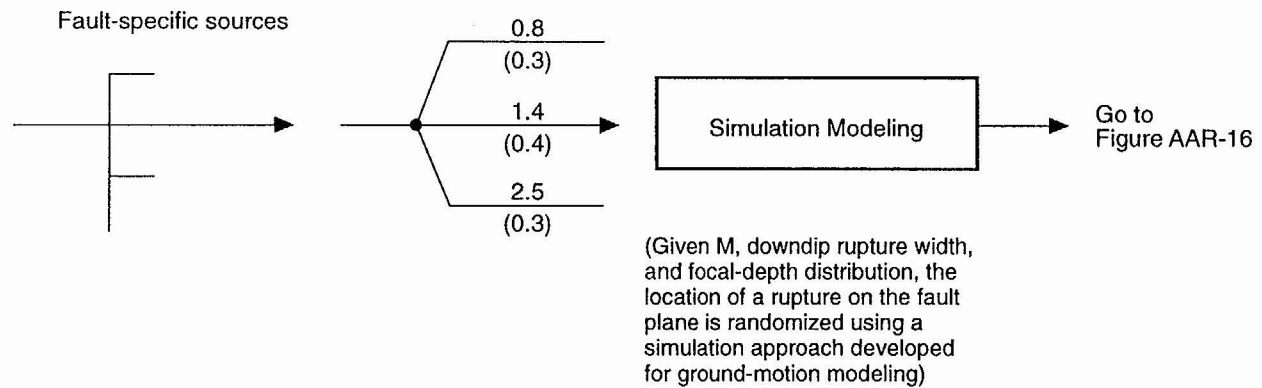 Fault-specific sources
0.8
(0.3)
1.4
(0.4)
2.5
(0.3)
Simulation Modeling
Go to
Figure AAR-16
(Given M, downdip rupture width,
and focal-depth distribution, the
location of a rupture on the fault
plane is randomized using a
simulation approach developed
for ground-motion modeling)